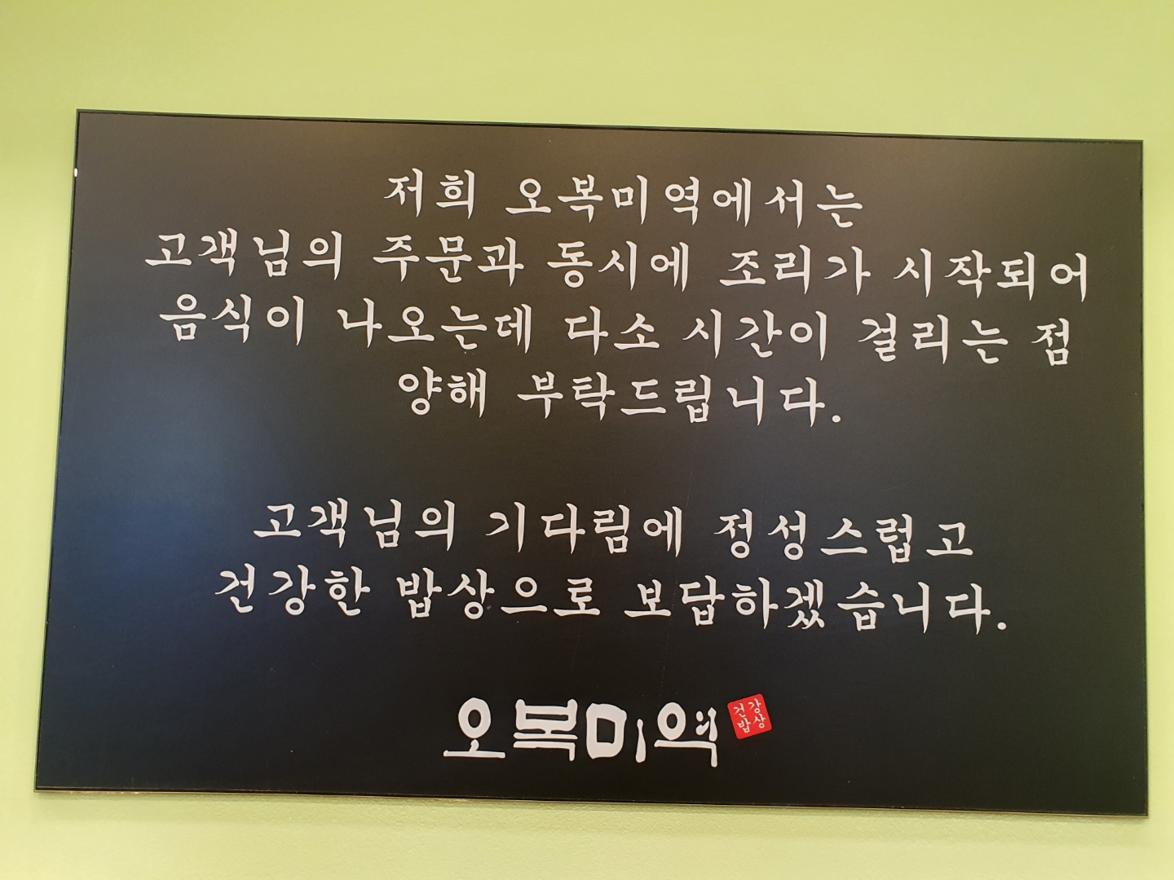 저희 오복미역에서는
고객님의 주문과 동시에 조리가 시작되어
음식이 나오는데 다소 시간이 걸리는 점
양해 부탁드립니다.
고객님의 기다림에 정성스럽고
건강한 밥상으로 보답하겠습니다.
오복미역
건강
밥상